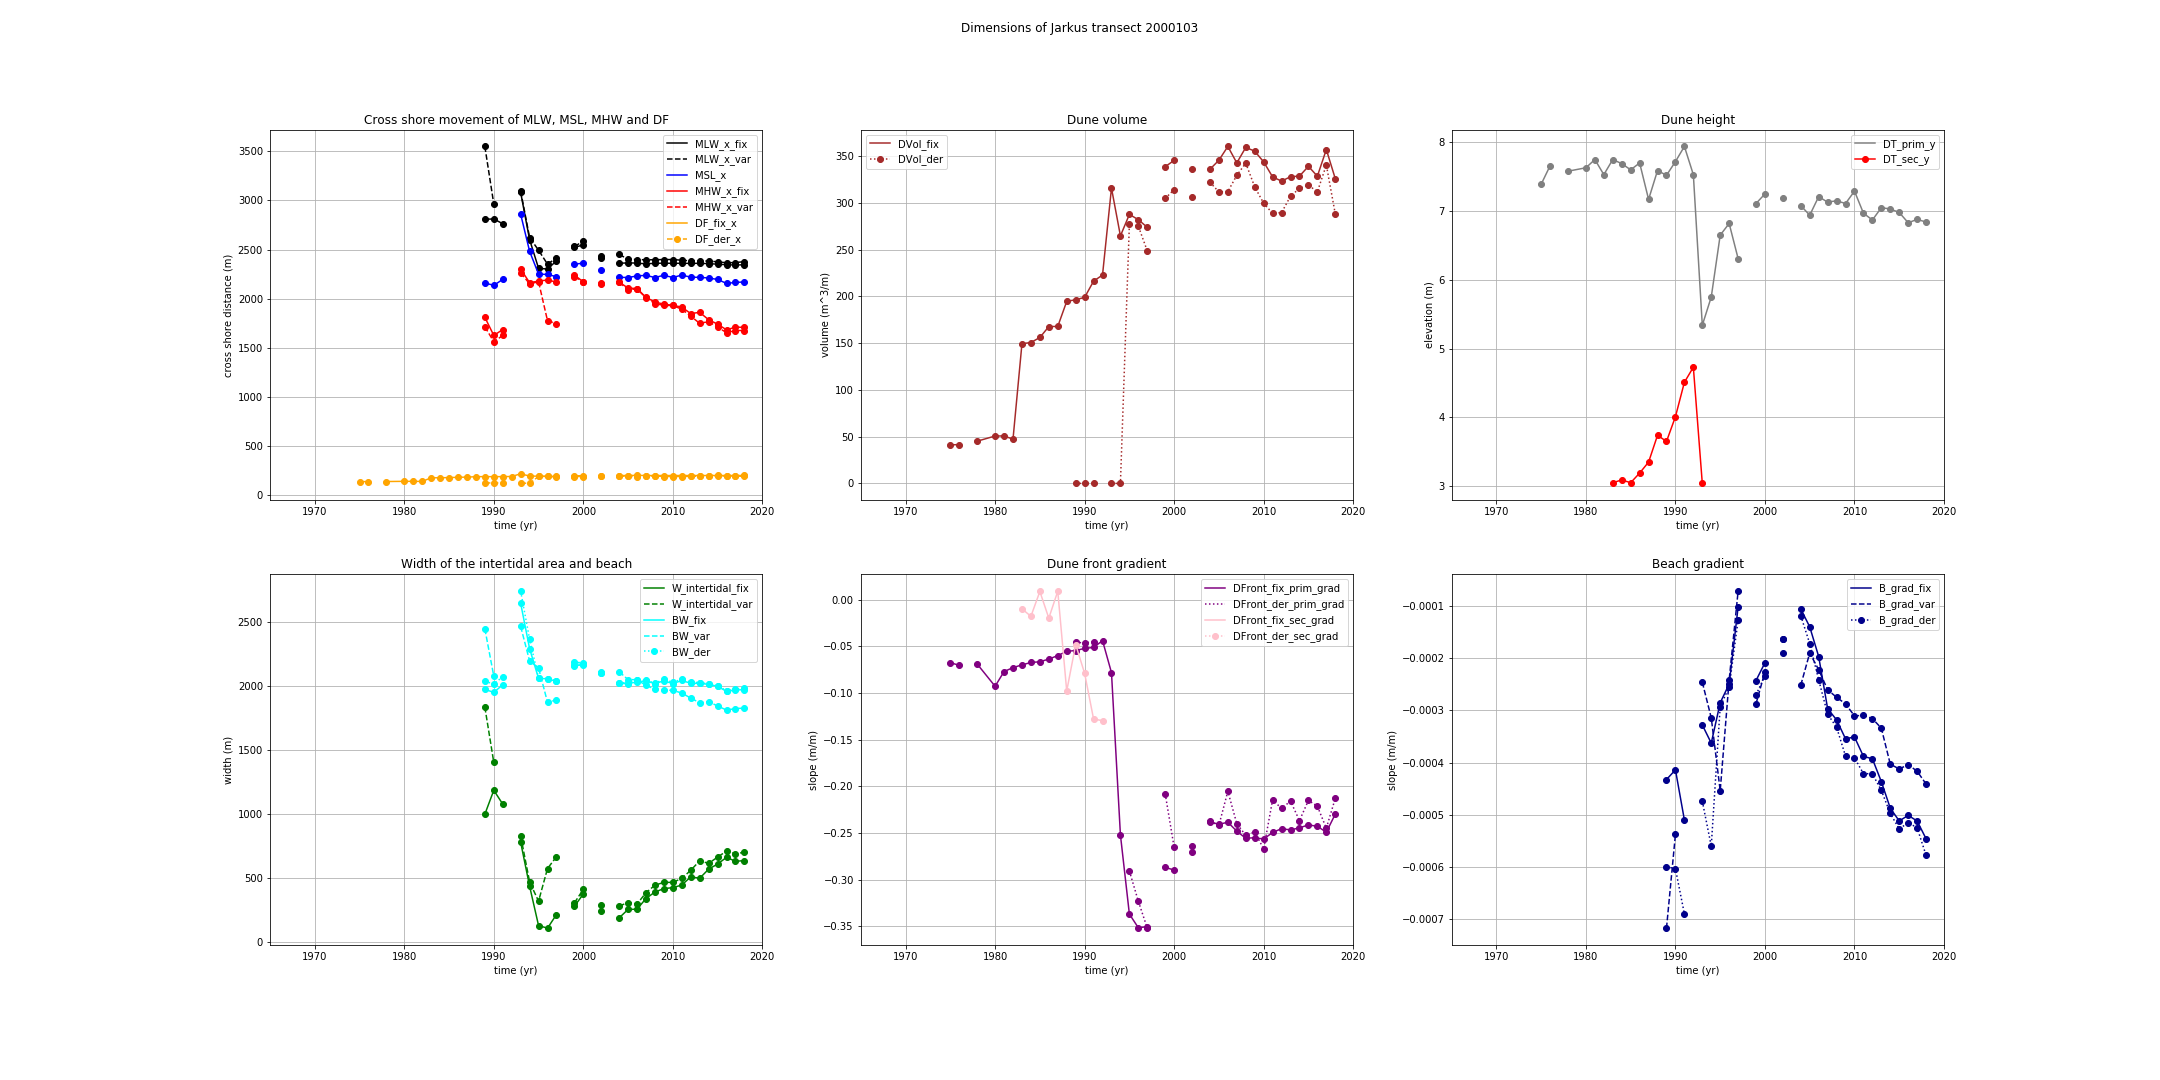 Dimensions of Jarkus transect 2000103
Cross shore movement of MLW, MSL, MHW and DF
cross shore distance (m)
3500
3000
2500
2000
1500
1000
500
0
MLW_x_fix
MLW_x_var
MSL_x
MHW_x_fix
MHW_x_var
DF_fix_x
DF_der_x
1970 1980 1990 2000 2010 2020
time (yr)
Dune volume
volume (m^3/m)
350
300
250
200
150
100
50
0
DVol_fix
DVol_der
1970 1980 1990 2000 2010 2020
time (yr)
Dune height
elevation (m)
8
7
6
5
4
3
DT_prim_y
DT_sec_y
1970 1980 1990 2000 2010 2020
time (yr)
Width of the intertidal area and beach
width (m)
2500
2000
1500
1000
500
0
W_intertidal_fix
W_intertidal_var
BW_fix
BW_var
BW_der
1970 1980 1990 2000 2010 2020
time (yr)
Dune front gradient
slope (m/m)
0.00
−0.05
−0.10
−0.15
−0.20
−0.25
−0.30
−0.35
DFront_fix_prim_grad
DFront_der_prim_grad
DFront_fix_sec_grad
DFront_der_sec_grad
1970 1980 1990 2000 2010 2020
time (yr)
Beach gradient
slope (m/m)
−0.0001
−0.0002
−0.0003
−0.0004
−0.0005
−0.0006
−0.0007
B_grad_fix
B_grad_var
B_grad_der
1970 1980 1990 2000 2010 2020
time (yr)